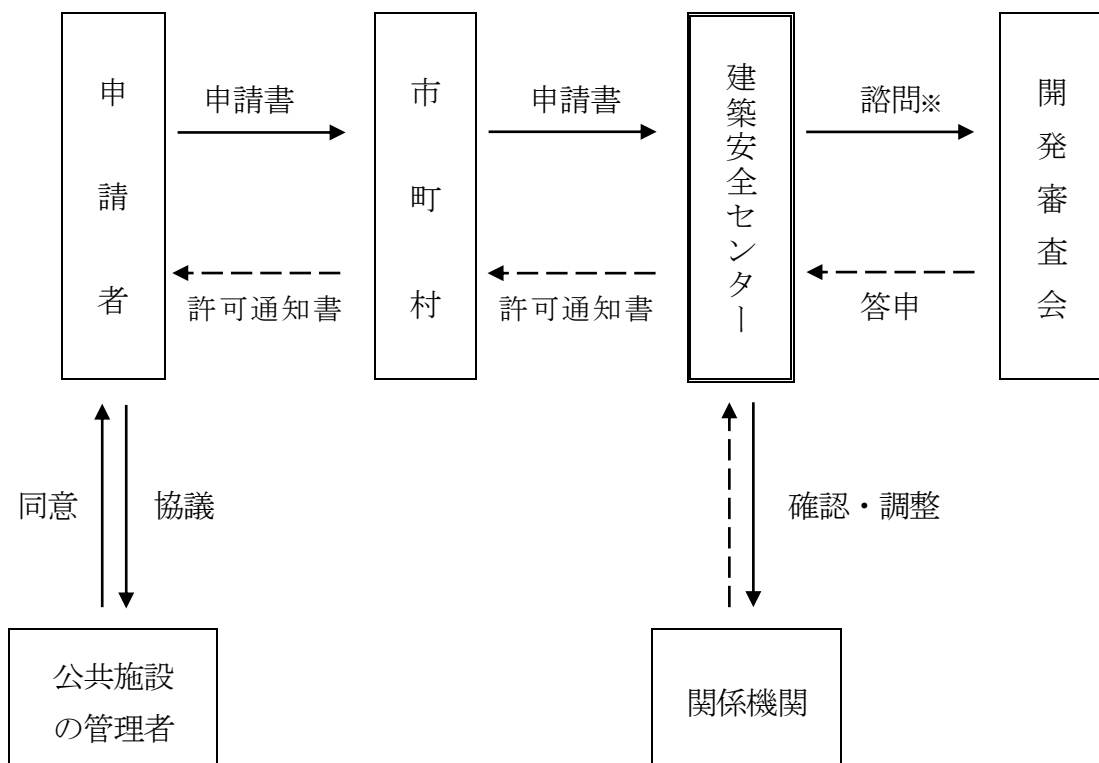 申請者
申請書
許可通知書
市町村
申請書
許可通知書
建築安全センター
諮問※
答申
開発審査会
同意
協議
確認・調整
公共施設
の管理者
関係機関